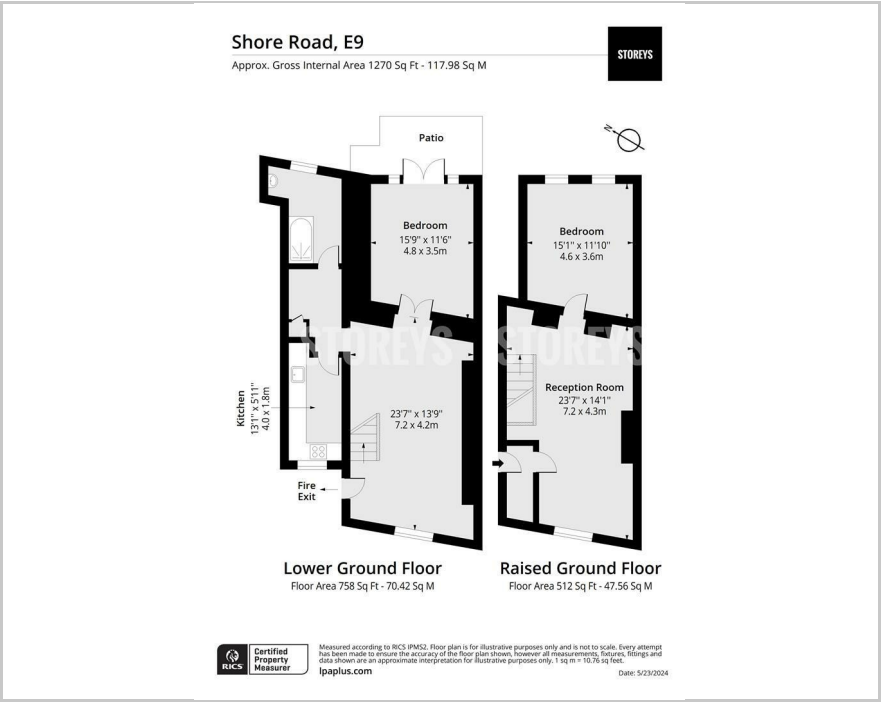 Shore Road, E9
Approx. Gross Internal Area 1270 Sq Ft - 117.98 Sq M
STOREYS
N
Patio
Bedroom
15'9" x 11'6"
4.8 x 3.5m
Bedroom
15'1" x 11'10"
4.6 x 3.6m
STOREYS
STOREYS
Kitchen
13'1" x 5'11"
4.0 x 1.8m
23'7" x 13'9"
7.2 x 4.2m
Reception Room
23'7" x 14'1"
7.2 x 4.3m
Fire
Exit
Lower Ground Floor
Floor Area 758 Sq Ft - 70.42 Sq M
Raised Ground Floor
Floor Area 512 Sq Ft - 47.56 Sq M
RICS
Certified
Property
Measurer
Measured according to RICS IPMS2. Floor plan is for illustrative purposes only and is not to scale. Every attempt
has been made to ensure the accuracy of the floor plan shown, however all measurements, fixtures, fittings and
data shown are an approximate interpretation for illustrative purposes only. 1 sq m = 10.76 sq feet.
lpaplus.com
Date: 5/23/2024